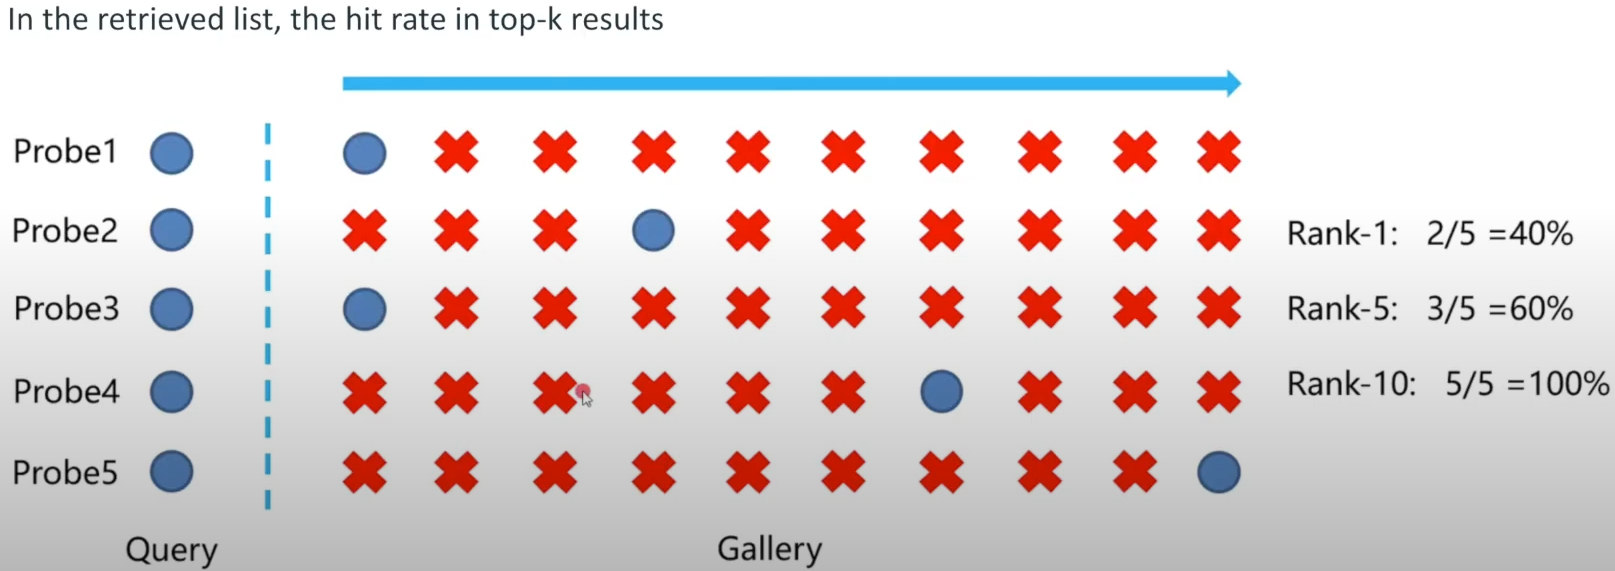 In the retrieved list, the hit rate in top-k results
Probe1
Probe2
Rank-1: 2/5 =40%
Probe3
Rank-5: 3/5 =60%
Probe4
Rank-10: 5/5 =100%
Probe5
Query
Gallery